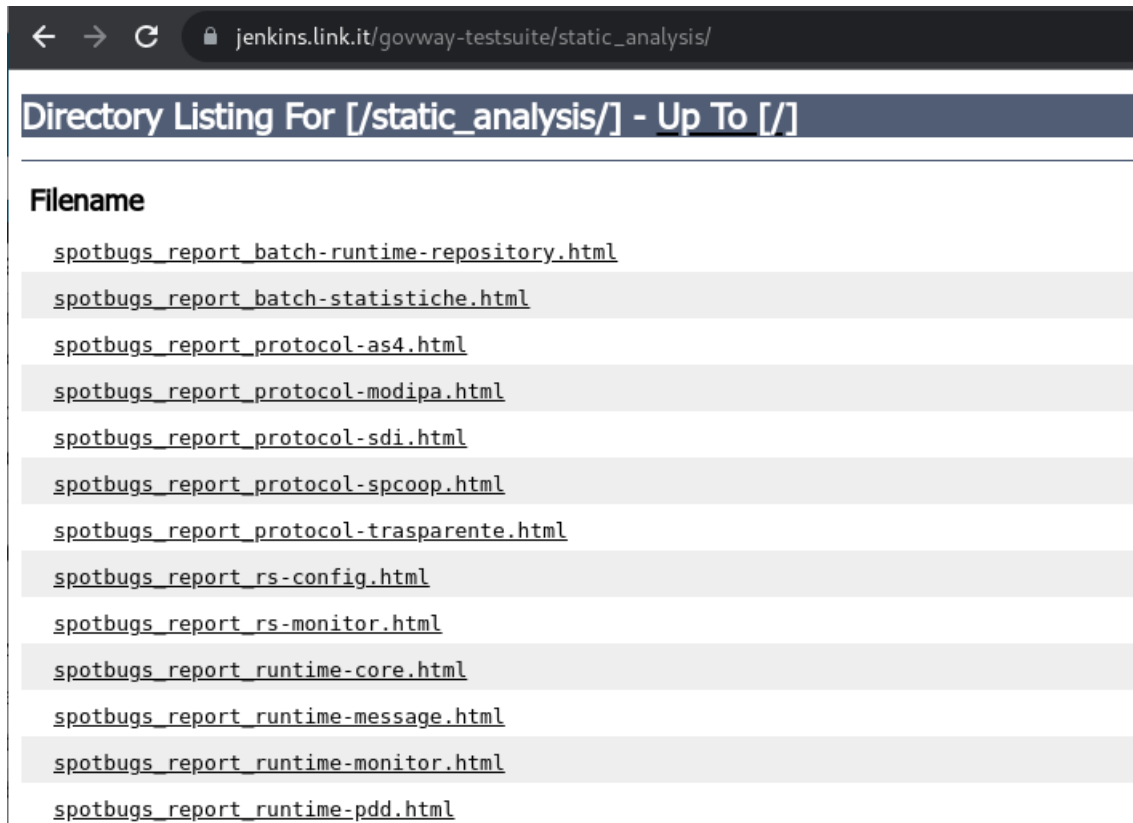 jenkins.link.it/govway-testsuite/static_analysis/
Directory Listing For [/static_analysis/] - Up To [/]
Filename
spotbugs_report_batch-runtime-repository.html
spotbugs_report_batch-statistiche.html
spotbugs_report_protocol-as4.html
spotbugs_report_protocol-modipa.html
spotbugs_report_protocol-sdi.html
spotbugs_report_protocol-spcoop.html
spotbugs_report_protocol-trasparente.html
spotbugs_report_rs-config.html
spotbugs_report_rs-monitor.html
spotbugs_report_runtime-core.html
spotbugs_report_runtime-message.html
spotbugs_report_runtime-monitor.html
spotbugs_report_runtime-pdd.html